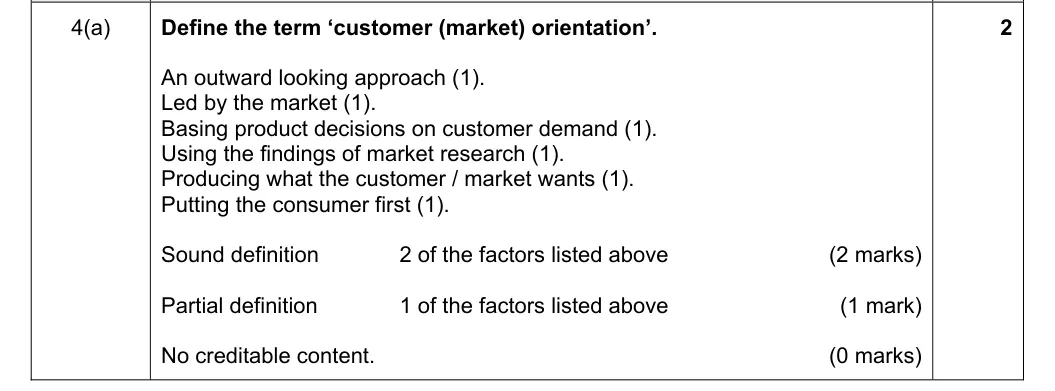 4(a) Define the term ‘customer (market) orientation’. 2
An outward looking approach (1).
Led by the market (1).
Basing product decisions on customer demand (1).
Using the findings of market research (1).
Producing what the customer / market wants (1).
Putting the consumer first (1).
Sound definition 2 of the factors listed above (2 marks)
Partial definition 1 of the factors listed above (1 mark)
No creditable content. (0 marks)